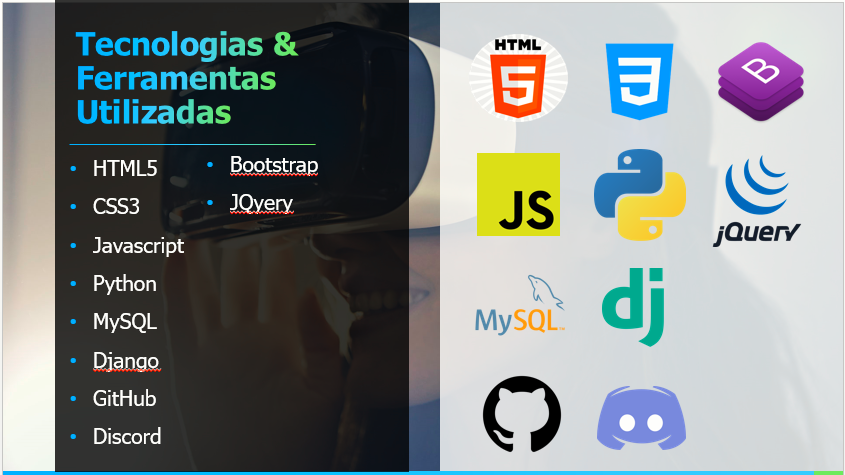 Tecnologias &
Ferramentas
Utilizadas
HTML5
CSS3
Javascript
Python
MySQL
Django
GitHub
Discord
Bootstrap
JQyery
HTML
5
3
B
JS
jQuery
MySQL™
dj